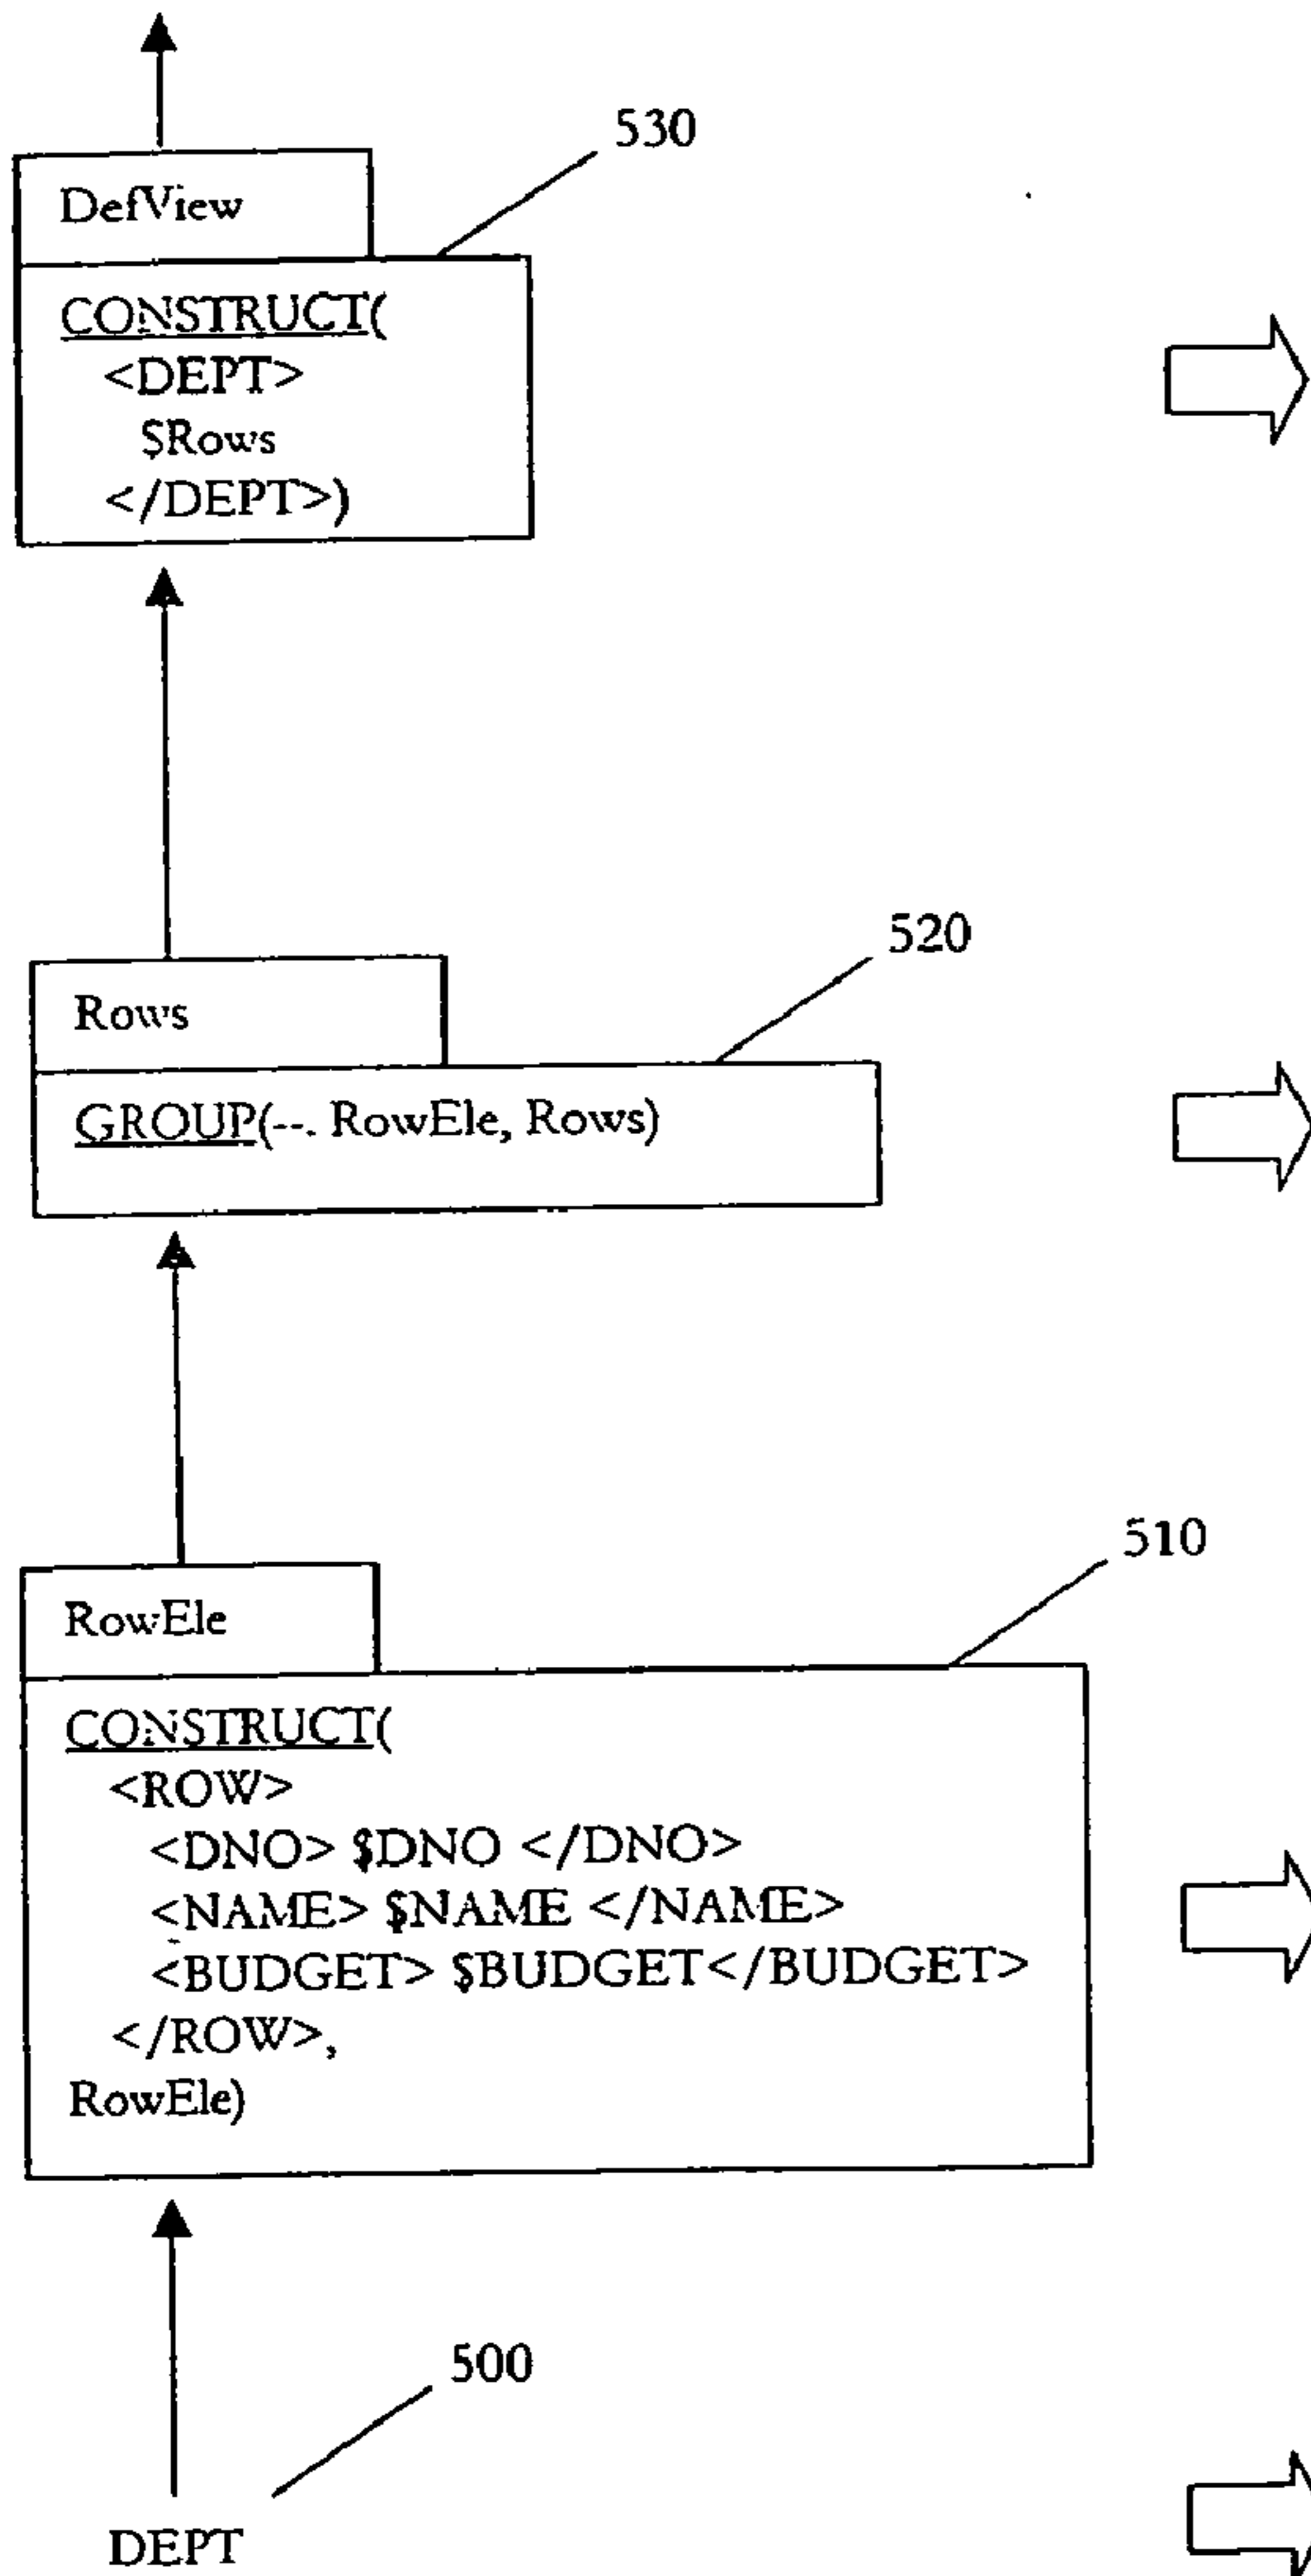 530
DefView
CONSTRUCT(
<DEPT>
$Rows
</DEPT>)
520
Rows
GROUP(--. RowEle, Rows)
510
RowEle
CONSTRUCT(
<ROW>
<DNO> $DNO </DNO>
<NAME> $NAME </NAME>
<BUDGET> $BUDGET</BUDGET>
</ROW>,
RowEle)
500
DEPT